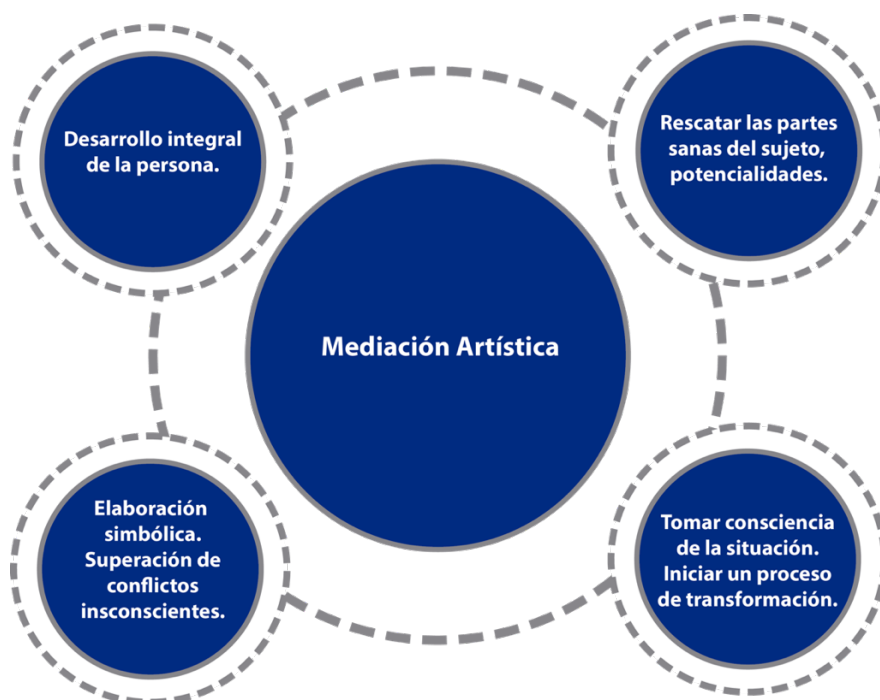 Desarrollo integral
de la persona.
Rescatar las partes
sanas del sujeto,
potencialidades.
Mediación Artística
Elaboración
simbólica.
Superación de
conflictos
insconscientes.
Tomar consciencia
de la situación.
Iniciar un proceso
de transformación.